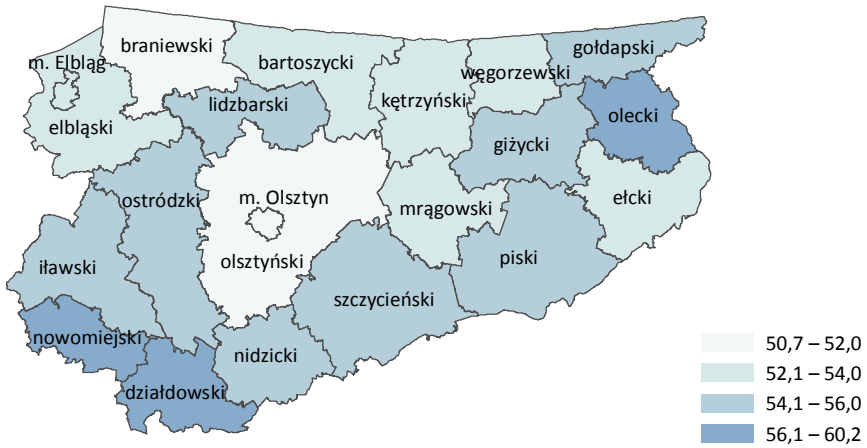 braniewski
gołdapski
m. Elbląg
bartoszycki
węgorzewski
kętrzyński
lidzbarski
olecki
elbląski
giżycki
m. Olsztyn
ostródzki
ełcki
mrągowski
olsztyński
piski
iławski
szczycieński
nowomiejski
nidzicki
działdowski
50,7 – 52,0
52,1 – 54,0
54,1 – 56,0
56,1 – 60,2